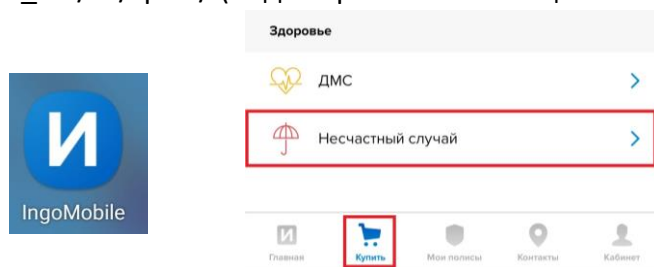 Здоровье
ДМС
Несчастный случай
И
IngoMobile
И
Главная
Купить
Мои полисы
Контакты
Кабинет